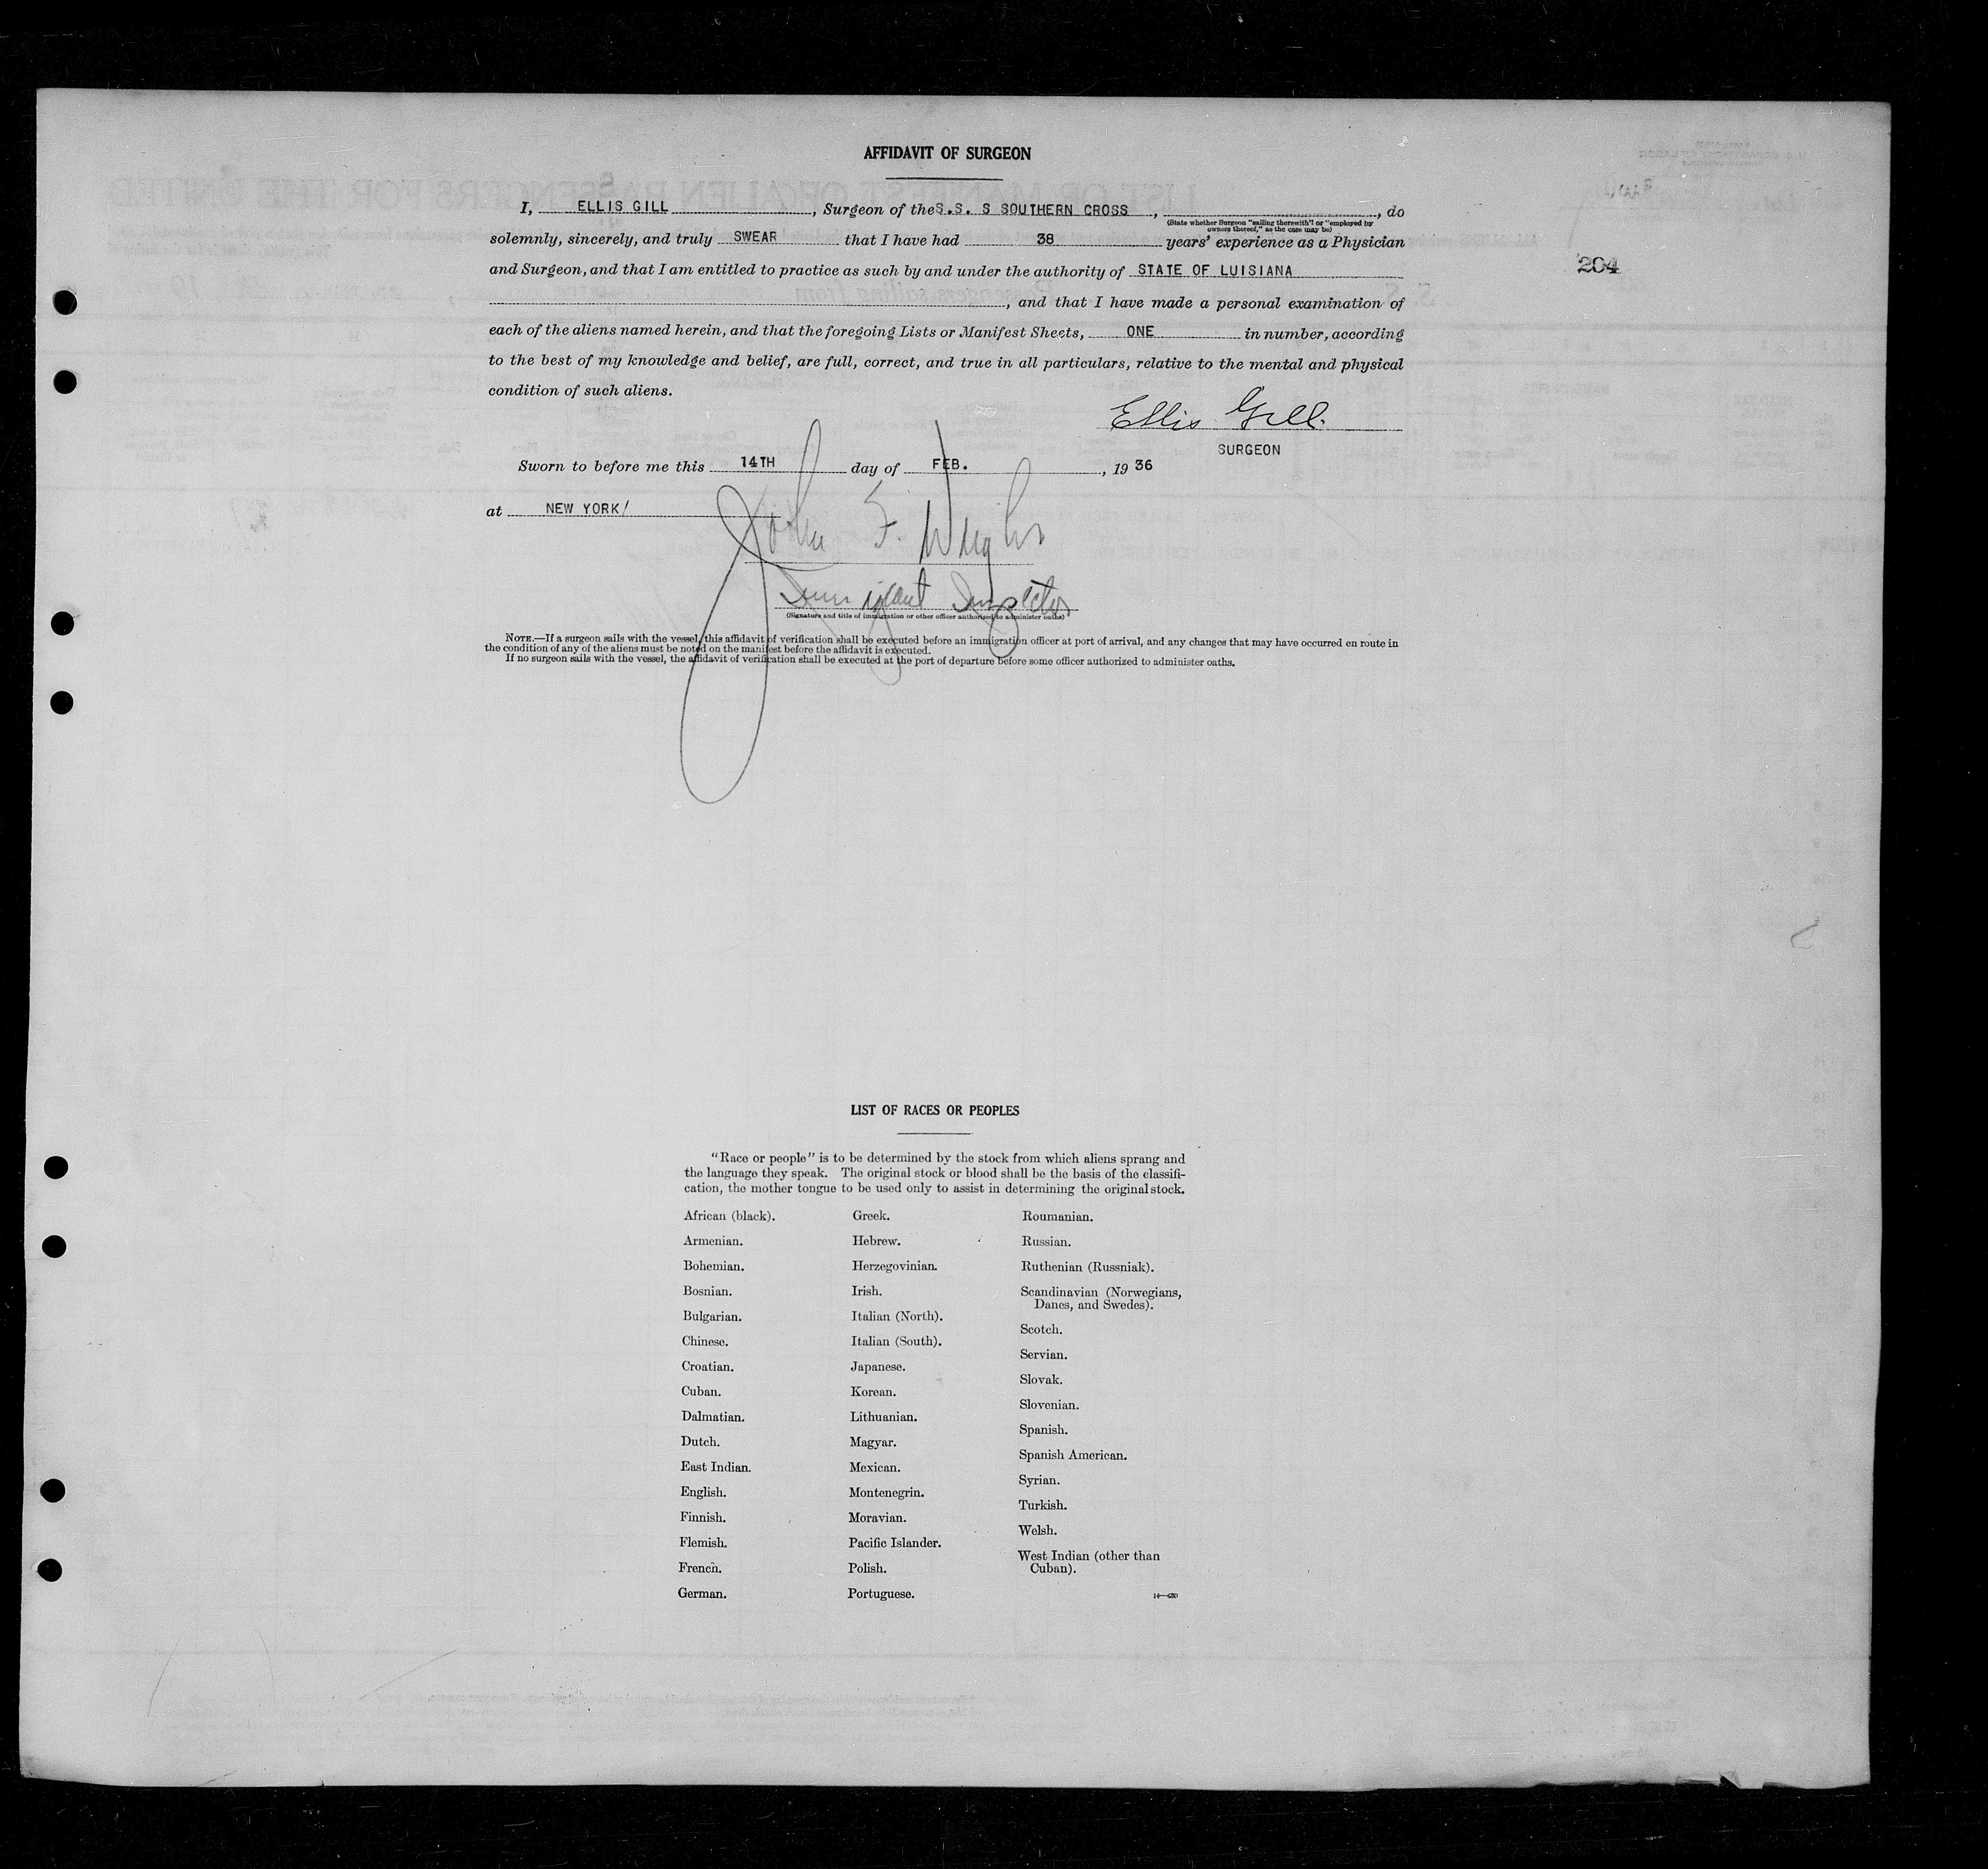 AFFIDAVIT OF SURGEON
I, ELLIS GILL, Surgeon of the S.S. S SOUTHERN CROSS, , do
(State whether Surgeon "sailing therewith" or "employed by
owners thereof," as the case may be)
solemnly, sincerely, and truly SWEAR that I have had 38 years' experience as a Physician
and Surgeon, and that I am entitled to practice as such by and under the authority of STATE OF LUISIANA
204
, and that I have made a personal examination of
each of the aliens named herein, and that the foregoing Lists or Manifest Sheets, ONE in number, according
to the best of my knowledge and belief, are full, correct, and true in all particulars, relative to the mental and physical
condition of such aliens.
Ellis Gill.
SURGEON
Sworn to before me this 14TH day of FEB. , 19 36
at NEW YORK/
John F. Wright
Immigrant Inspector
(Signature and title of immigration or other officer authorized to administer oaths)
NOTE.—If a surgeon sails with the vessel, this affidavit of verification shall be executed before an immigration officer at port of arrival, and any changes that may have occurred en route in
the condition of any of the aliens must be noted on the manifest before the affidavit is executed.
If no surgeon sails with the vessel, the affidavit of verification shall be executed at the port of departure before some officer authorized to administer oaths.
LIST OF RACES OR PEOPLES
"Race or people" is to be determined by the stock from which aliens sprang and
the language they speak. The original stock or blood shall be the basis of the classifi-
cation, the mother tongue to be used only to assist in determining the original stock.
African (black).
Armenian.
Bohemian.
Bosnian.
Bulgarian.
Chinese.
Croatian.
Cuban.
Dalmatian.
Dutch.
East Indian.
English.
Finnish.
Flemish.
French.
German.
Greek.
Hebrew.
Herzegovinian.
Irish.
Italian (North).
Italian (South).
Japanese.
Korean.
Lithuanian.
Magyar.
Mexican.
Montenegrin.
Moravian.
Pacific Islander.
Polish.
Portuguese.
Roumanian.
Russian.
Ruthenian (Russniak).
Scandinavian (Norwegians,
Danes, and Swedes).
Scotch.
Servian.
Slovak.
Slovenian.
Spanish.
Spanish American.
Syrian.
Turkish.
Welsh.
West Indian (other than
Cuban).